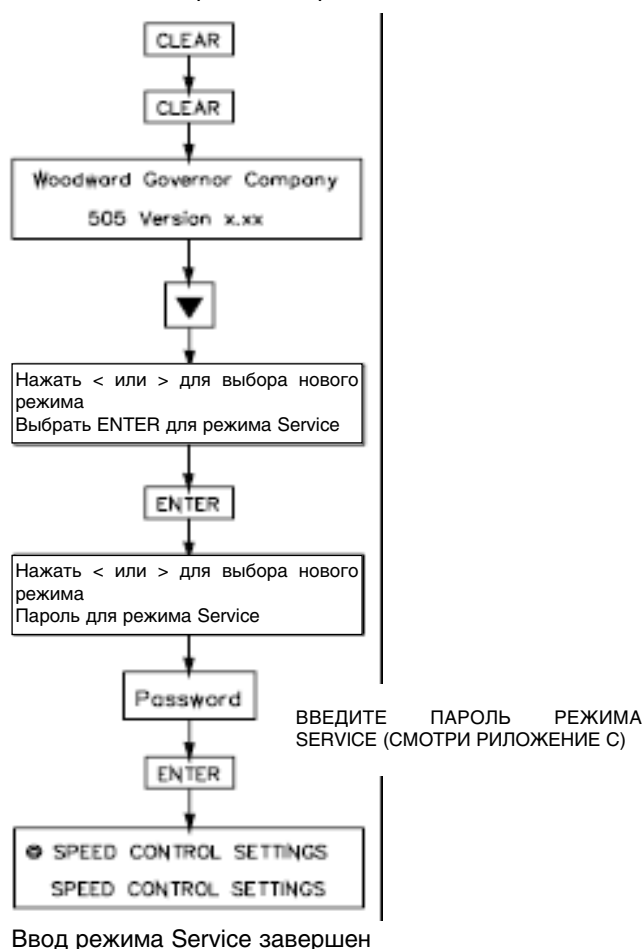 CLEAR
CLEAR
Woodward Governor Company
505 Version x.xx
Нажать < или > для выбора нового
режима
Выбрать ENTER для режима Service
ENTER
Нажать < или > для выбора нового
режима
Пароль для режима Service
Password
ВВЕДИТЕ ПАРОЛЬ РЕЖИМА
SERVICE (СМОТРИ РИЛОЖЕНИЕ С)
ENTER
SPEED CONTROL SETTINGS
SPEED CONTROL SETTINGS
Ввод режима Service завершен